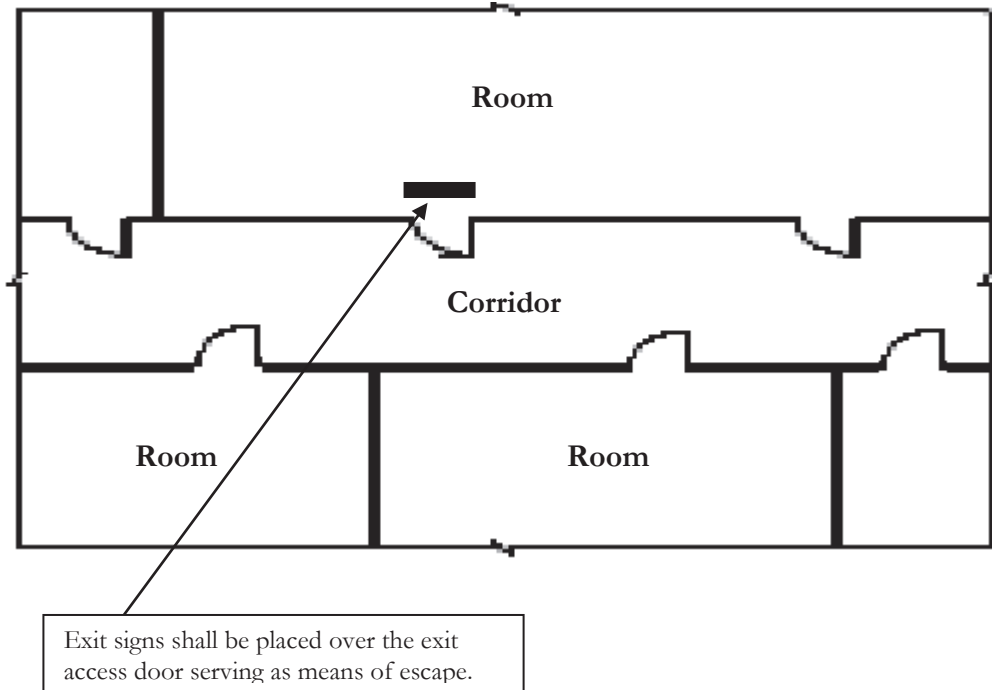 Room
Corridor
Room
Room
Exit signs shall be placed over the exit
access door serving as means of escape.